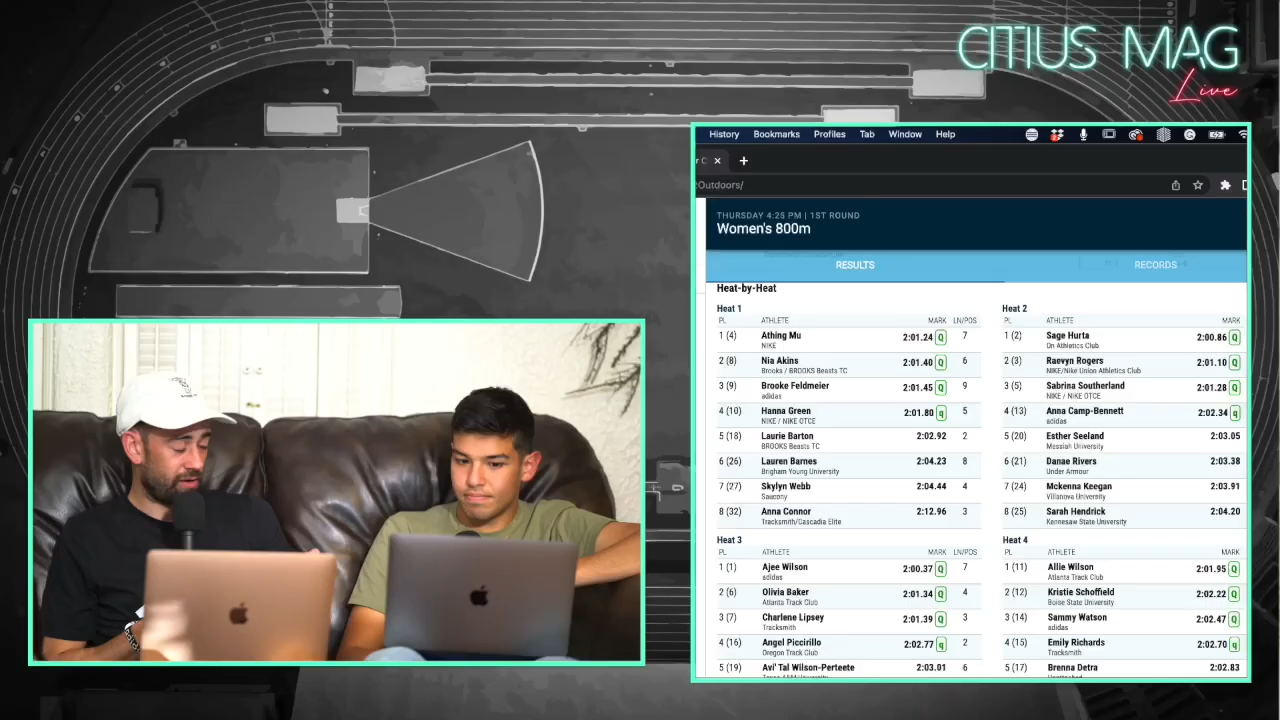 CITIUS MAG
Live
History Bookmarks Profiles Tab Window Help
Outdoors/
THURSDAY 4:25 PM | 1ST ROUND
Women's 800m
RESULTS RECORDS
Heat-by-Heat
Heat 1
PL ATHLETE MARK LN/POS
1 (4) Athing Mu 2:01.24 Q 7
NIKE
2 (8) Nia Akins 2:01.40 Q 6
Brooks / BROOKS Beasts TC
3 (9) Brooke Feldmeier 2:01.45 Q 9
adidas
4 (10) Hanna Green 2:01.80 q 5
NIKE / NIKE OTCE
5 (18) Laurie Barton 2:02.92 2
BROOKS Beasts TC
6 (26) Lauren Barnes 2:04.23 8
Brigham Young University
7 (27) Skylyn Webb 2:04.44 4
Saucony
8 (32) Anna Connor 2:12.96 3
Tracksmith/Cascadia Elite
Heat 2
PL ATHLETE MARK
1 (2) Sage Hurta 2:00.86 Q
On Athletics Club
2 (3) Raevyn Rogers 2:01.10 Q
NIKE/Nike Union Athletics Club
3 (5) Sabrina Southerland 2:01.28 Q
NIKE / NIKE OTCE
4 (13) Anna Camp-Bennett 2:02.34 q
adidas
5 (20) Esther Seeland 2:03.05
Messiah University
6 (21) Danae Rivers 2:03.38
Under Armour
7 (24) Mckenna Keegan 2:03.91
Villanova University
8 (25) Sarah Hendrick 2:04.20
Kennesaw State University
Heat 3
PL ATHLETE MARK LN/POS
1 (1) Ajee Wilson 2:00.37 Q 7
adidas
2 (6) Olivia Baker 2:01.34 Q 4
Atlanta Track Club
3 (7) Charlene Lipsey 2:01.39 Q 3
Tracksmith
4 (16) Angel Piccirillo 2:02.77 q 2
Oregon Track Club
5 (19) Avi' Tal Wilson-Perteete 2:03.01 6
Heat 4
PL ATHLETE MARK
1 (11) Allie Wilson 2:01.95 Q
Atlanta Track Club
2 (12) Kristie Schoffield 2:02.22 Q
Boise State University
3 (14) Sammy Watson 2:02.47 Q
adidas
4 (15) Emily Richards 2:02.70 q
Tracksmith
5 (17) Brenna Detra 2:02.83